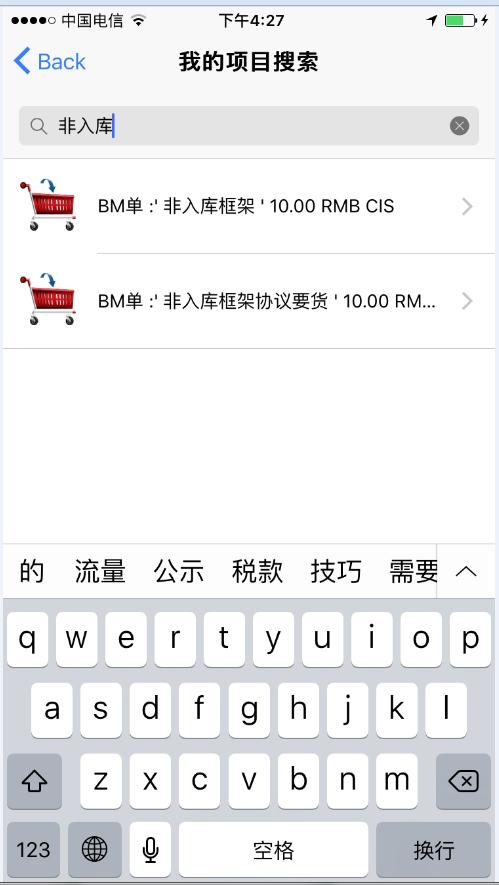 中国电信 下午4:27
Back 我的项目搜索
非入库
BM单 :' 非入库框架 ' 10.00 RMB CIS
BM单 :' 非入库框架协议要货 ' 10.00 RM...
的 流量 公示 税款 技巧 需要
q w e r t y u i o p
a s d f g h j k l
z x c v b n m
123 空格 换行